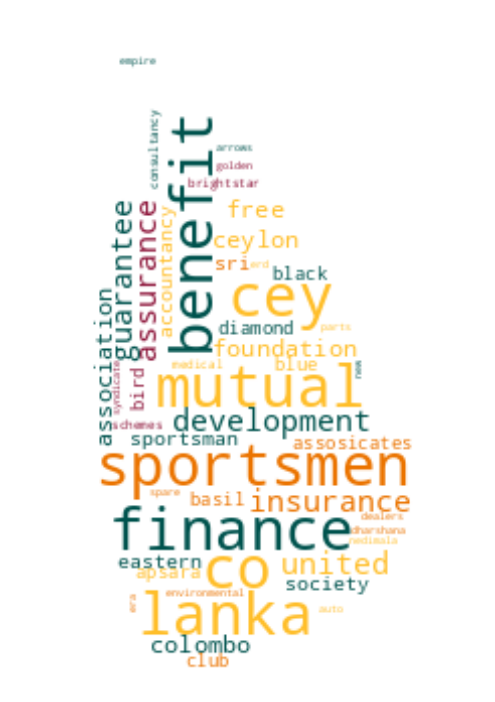 empire
consultancy
benefit
arrows
golden
brightstar
guarantee
assurance
accountancy
free
ceylon
sri
erd
black
cey
association
diamond
parts
foundation
medical
blue
new
syndicate
bird
mutual
schemes
development
sportsman
assosicates
sportsmen
spare
basil
insurance
dealers
finance
dharshana
nedimala
eastern
apsara
co
united
society
environmental
era
lanka
auto
colombo
club